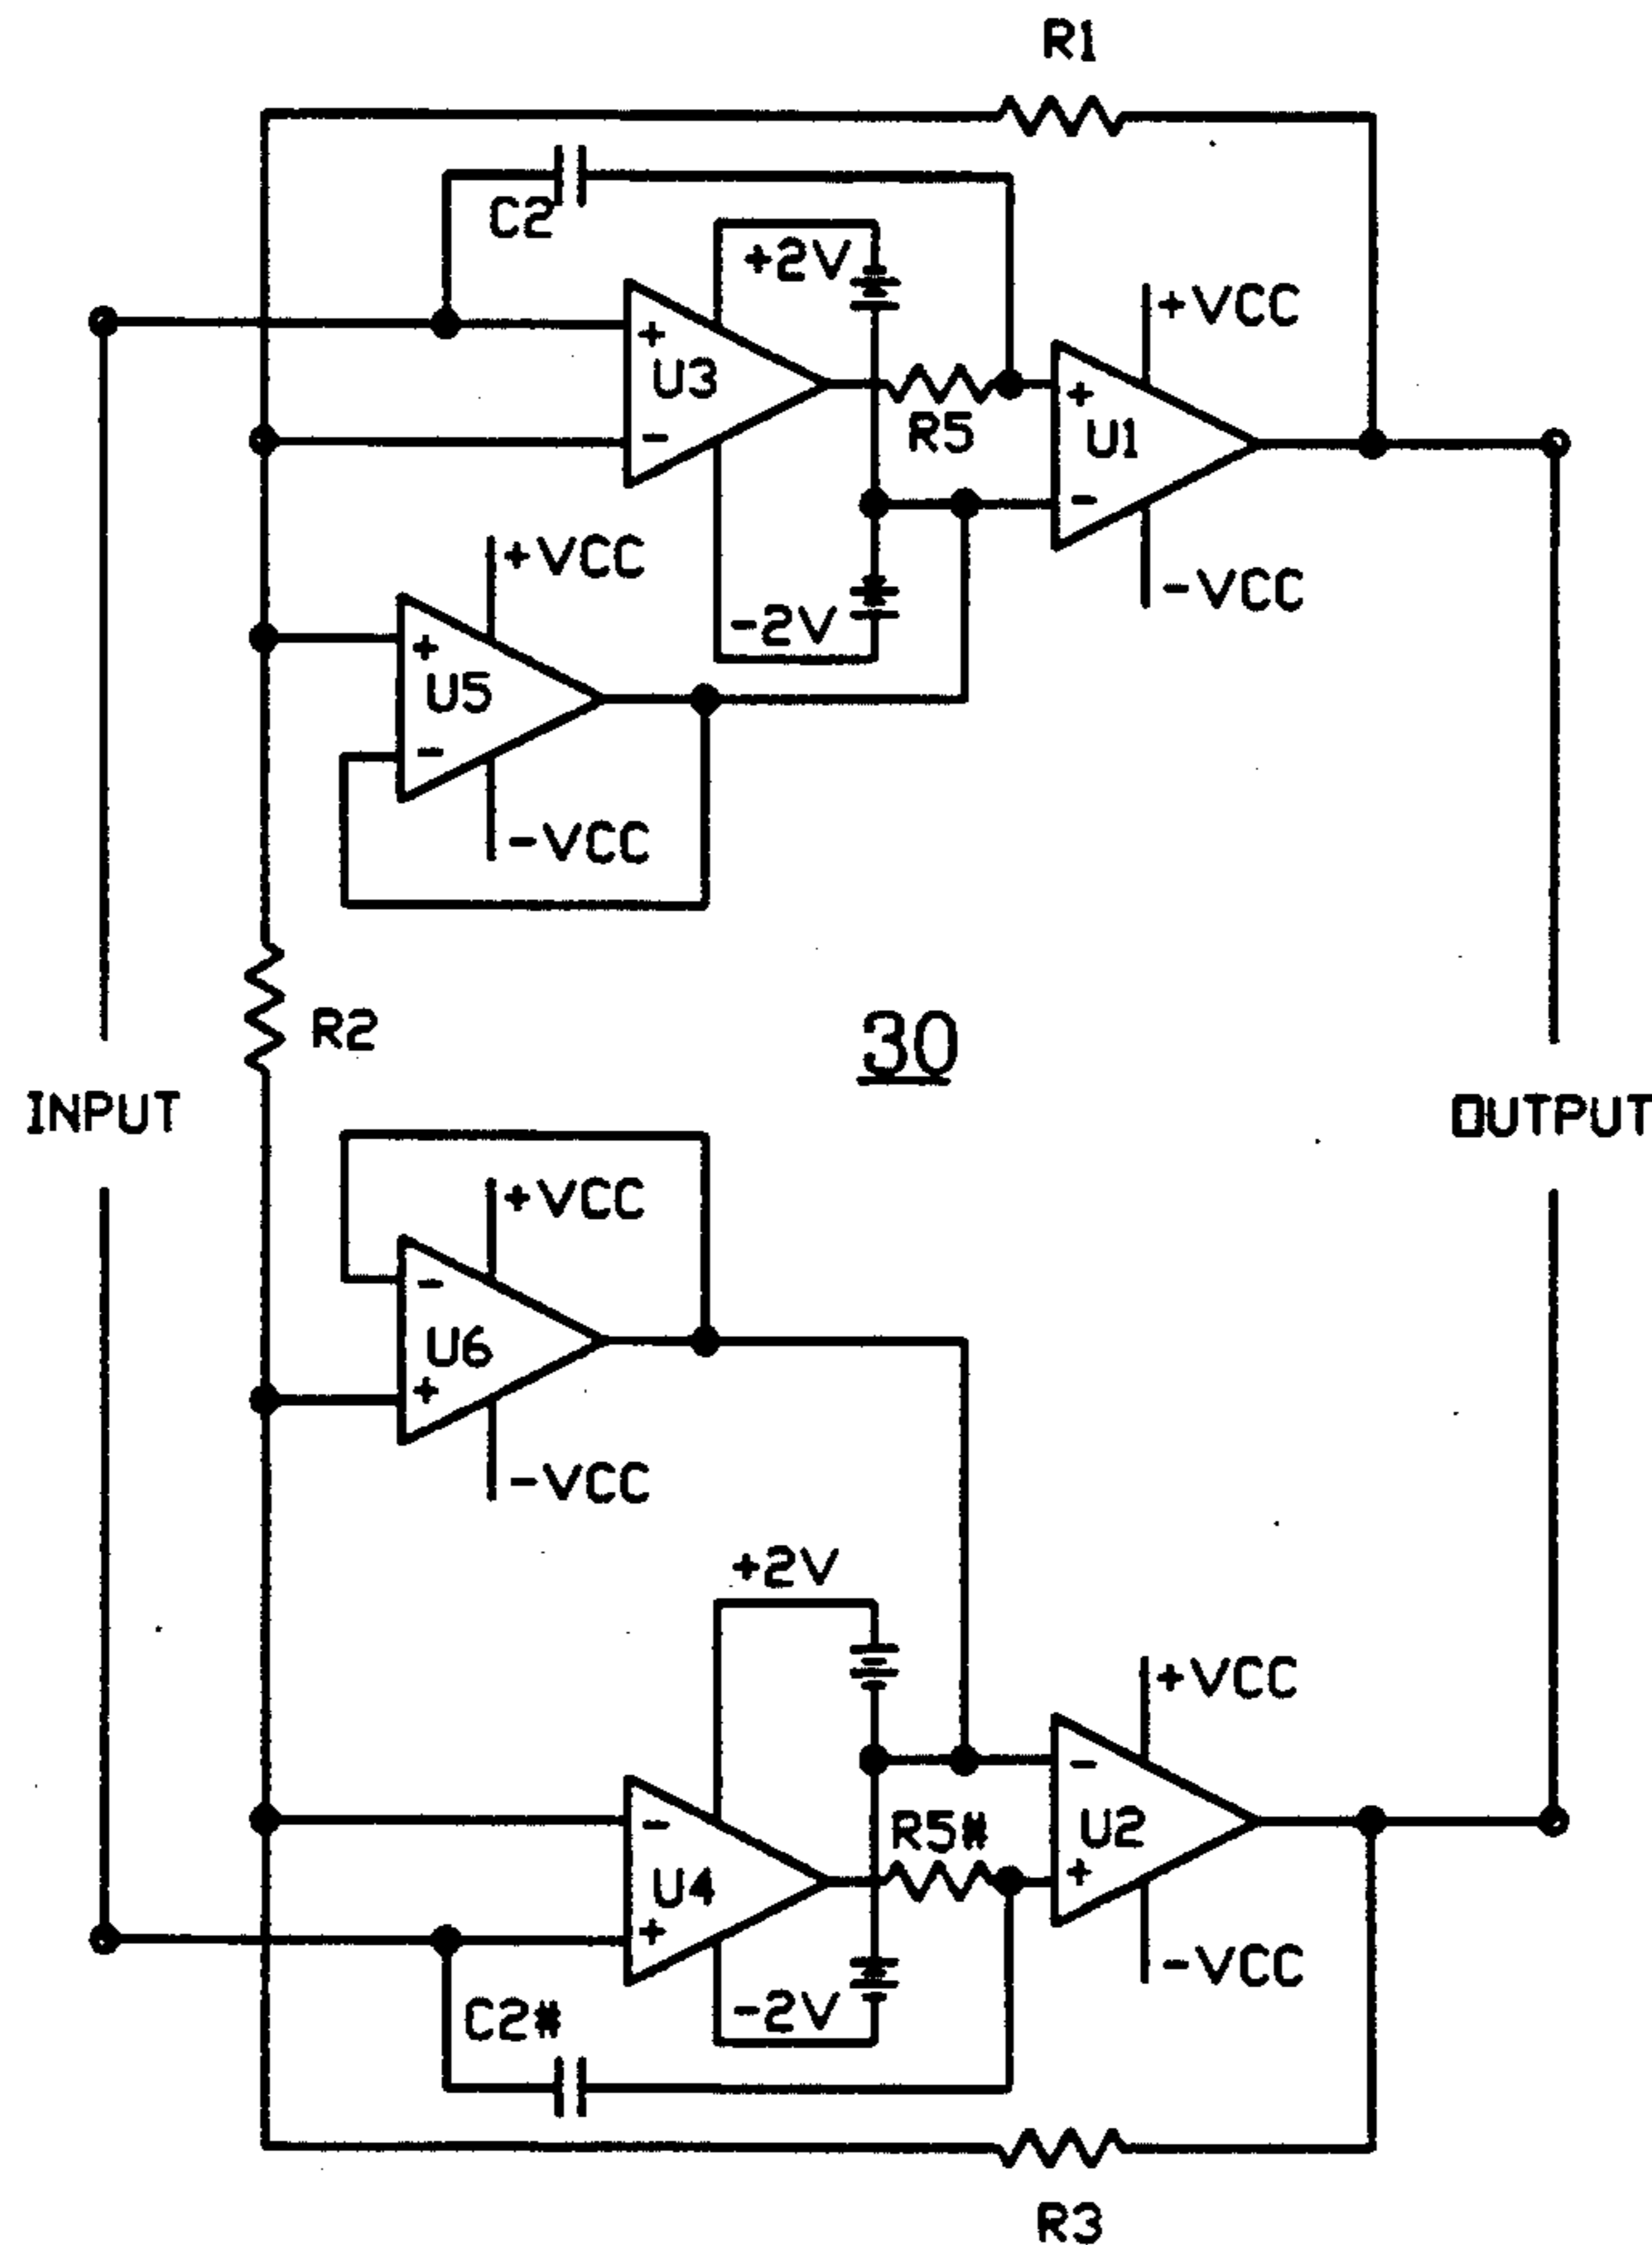 R1
C2
+2V
+VCC
U3
R5
U1
+VCC
-VCC
-2V
U5
-VCC
R2
30
INPUT
OUTPUT
+VCC
U6
-VCC
+2V
+VCC
R5#
U2
U4
-VCC
C2#
-2V
R3